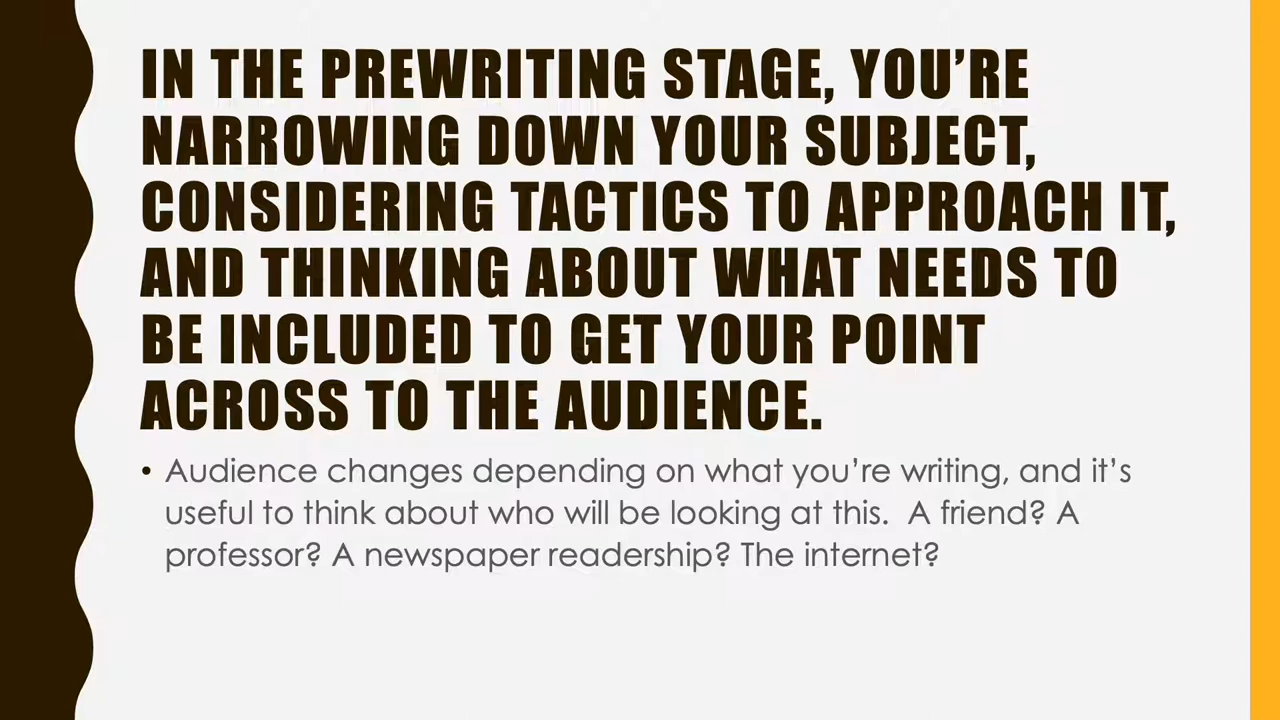 IN THE PREWRITING STAGE, YOU’RE
NARROWING DOWN YOUR SUBJECT,
CONSIDERING TACTICS TO APPROACH IT,
AND THINKING ABOUT WHAT NEEDS TO
BE INCLUDED TO GET YOUR POINT
ACROSS TO THE AUDIENCE.
• Audience changes depending on what you’re writing, and it’s
useful to think about who will be looking at this.  A friend? A
professor? A newspaper readership? The internet?